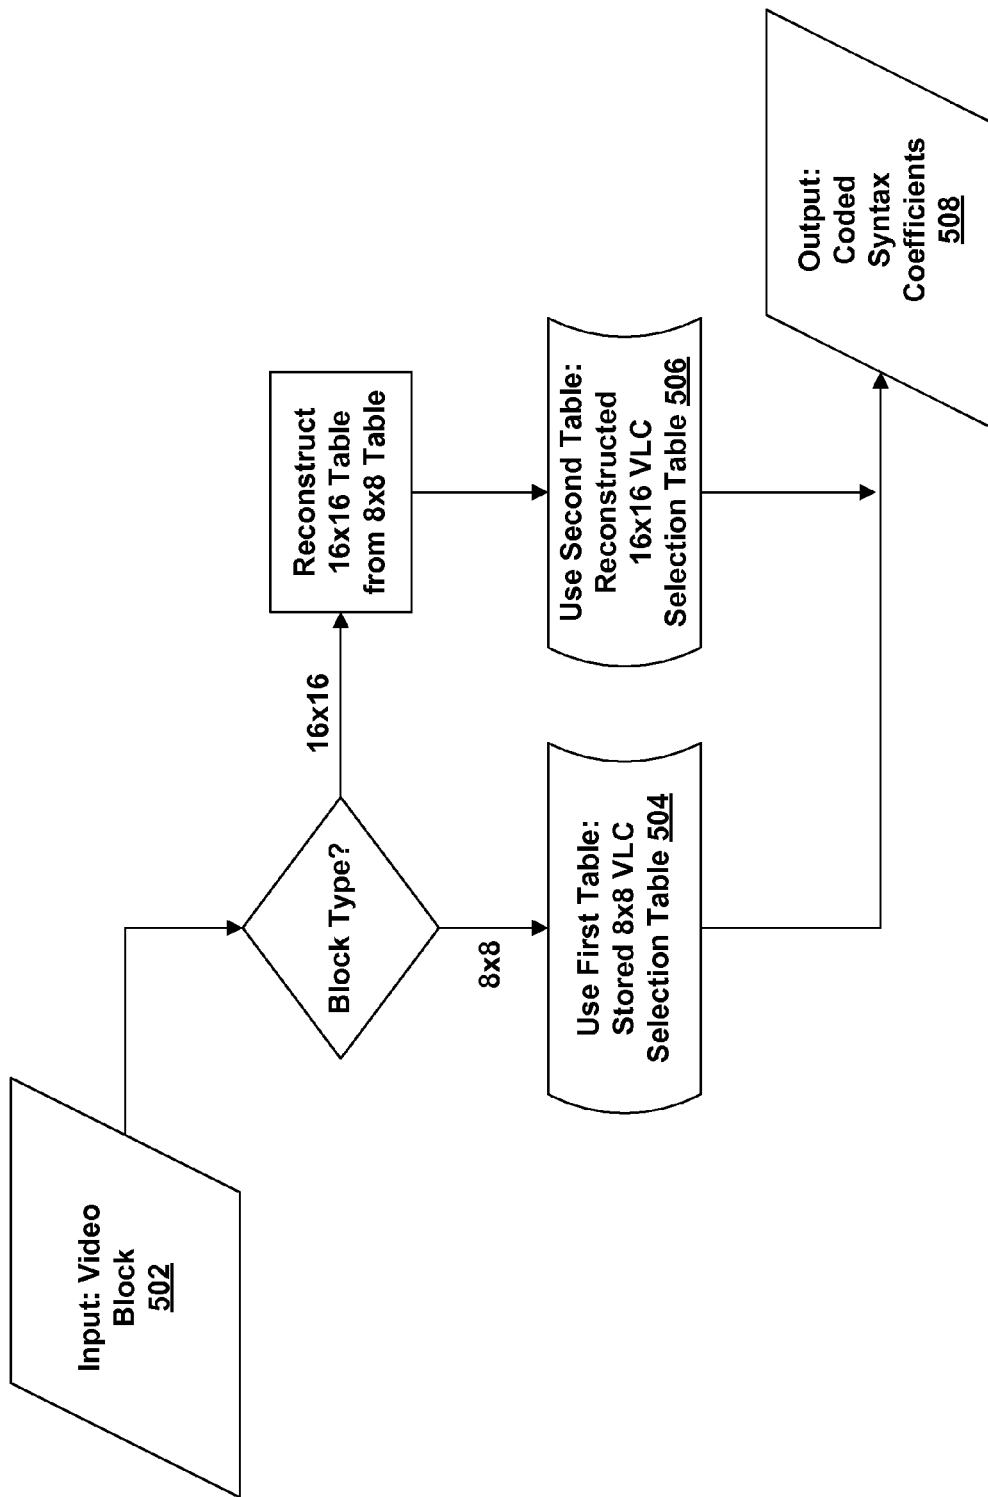 Input: Video
Block
502
Block Type?
16x16
8x8
Reconstruct
16x16 Table
from 8x8 Table
Use First Table:
Stored 8x8 VLC
Selection Table 504
Use Second Table:
Reconstructed
16x16 VLC
Selection Table 506
Output:
Coded
Syntax
Coefficients
508